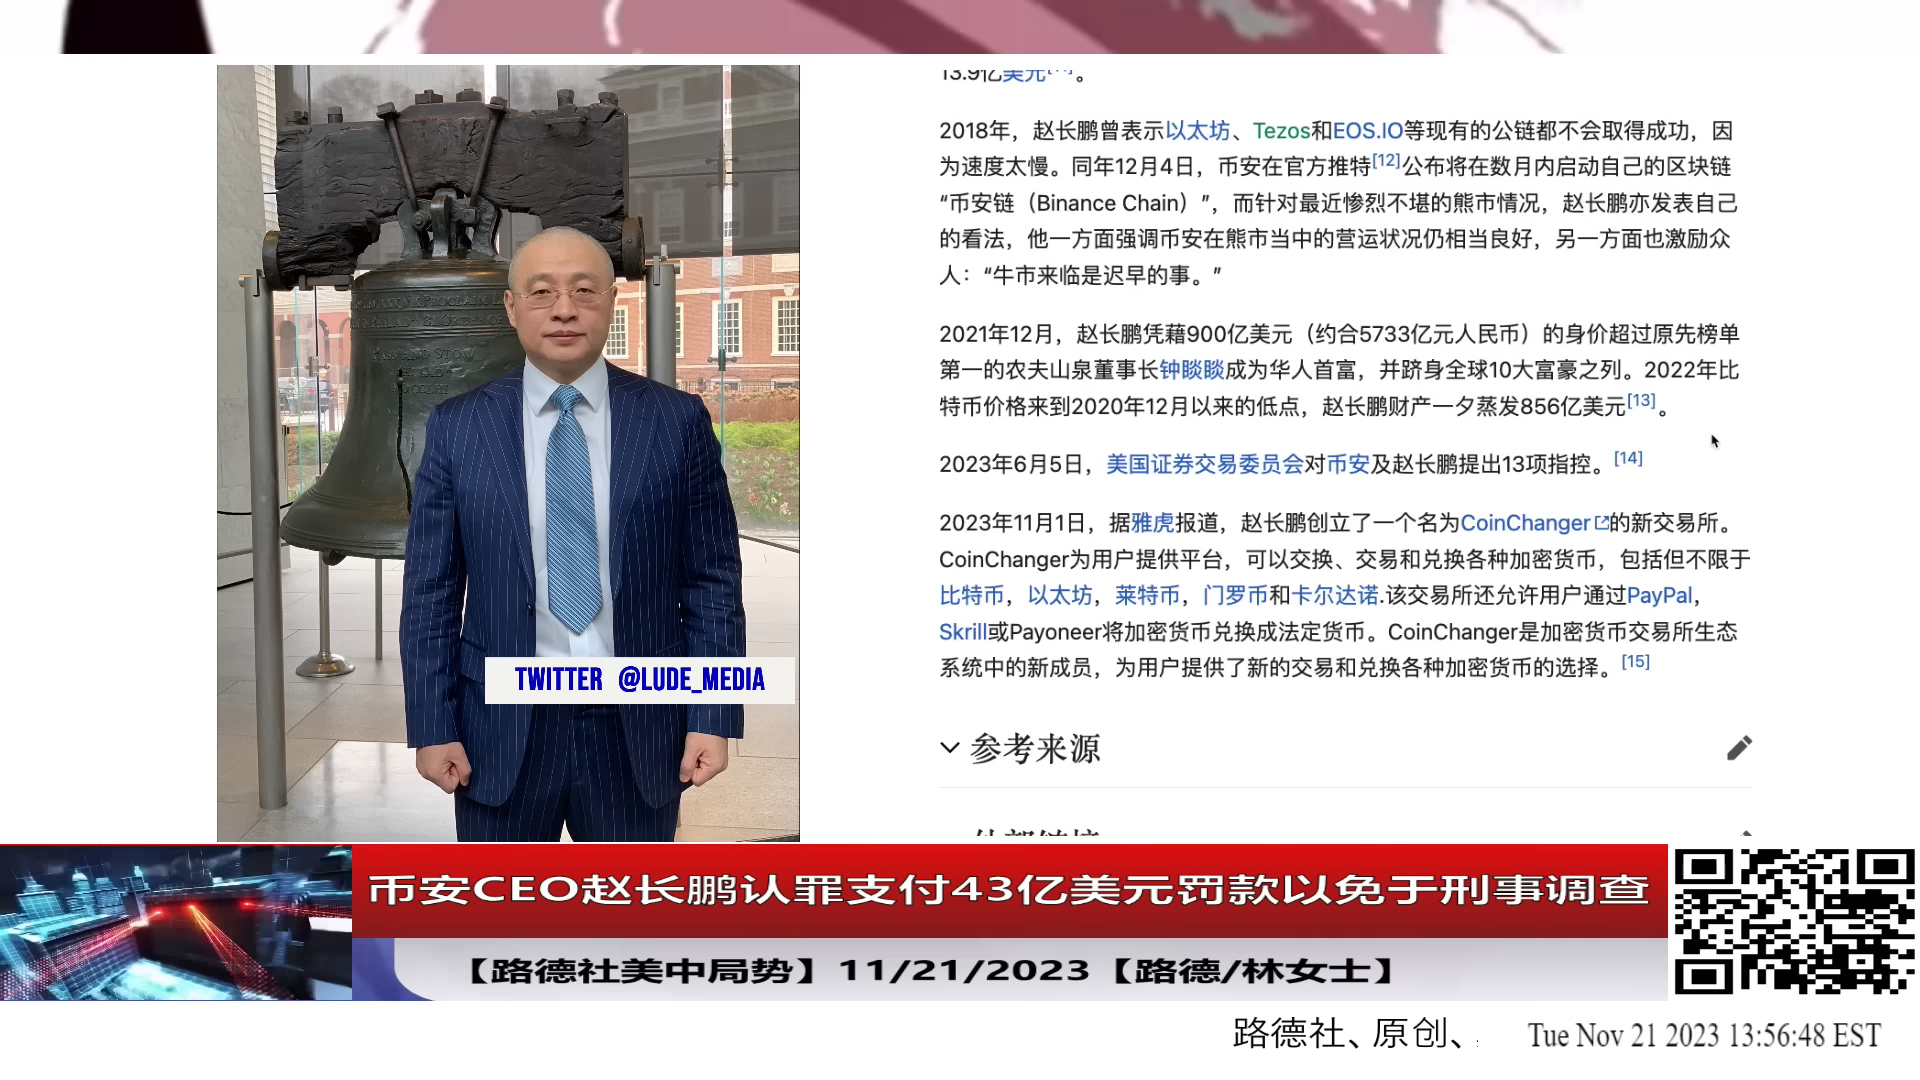 13.9亿美元
2018年，赵长鹏曾表示以太坊、Tezos和EOS.IO等现有的公链都不会取得成功，因
为速度太慢。同年12月4日，币安在官方推特[12]公布将在数月内启动自己的区块链
“币安链（Binance Chain）”，而针对最近惨烈不堪的熊市情况，赵长鹏亦发表自己
的看法，他一方面强调币安在熊市当中的营运状况仍相当良好，另一方面也激励众
人：“牛市来临是迟早的事。”
2021年12月，赵长鹏凭藉900亿美元（约合5733亿元人民币）的身价超过原先榜单
第一的农夫山泉董事长钟睒睒成为华人首富，并跻身全球10大富豪之列。2022年比
特币价格来到2020年12月以来的低点，赵长鹏财产一夕蒸发856亿美元[13]。
2023年6月5日，美国证券交易委员会对币安及赵长鹏提出13项指控。[14]
2023年11月1日，据雅虎报道，赵长鹏创立了一个名为CoinChanger的新交易所。
CoinChanger为用户提供平台，可以交换、交易和兑换各种加密货币，包括但不限于
比特币，以太坊，莱特币，门罗币和卡尔达诺.该交易所还允许用户通过PayPal，
Skrill或Payoneer将加密货币兑换成法定货币。CoinChanger是加密货币交易所生态
系统中的新成员，为用户提供了新的交易和兑换各种加密货币的选择。[15]
参考来源
PASS AND STOW
TWITTER @LUDE_MEDIA
币安CEO赵长鹏认罪支付43亿美元罚款以免于刑事调查
【路德社美中局势】11/21/2023【路德/林女士】
路德社、原创、
Tue Nov 21 2023 13:56:48 EST